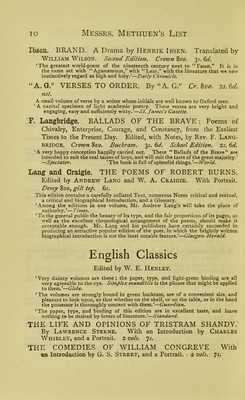 10 MESSRS. METHUEN'S LIST
Ibsen. BRAND. A Drama by HENRIK IBSEN. Translated by
WILLIAM WILSON. Second Edition. Crown 8vo. 3s. 6d.
'The greatest world-poem of the nineteenth century next to "Faust." It is in
the same set with "Agamemnon," with "Lear," with the literature that we now
instinctively regard as high and holy.'—Daily Chronicle.
"A. G." VERSES TO ORDER. By "A. G." Cr. 8vo. 2s. 6d.
net.
A small volume of verse by a writer whose initials are well known to Oxford men.
'A capital specimen of light academic poetry. These verses are very bright and
engaging, easy and sufficiently witty.'—St. James's Gazette.
F. Langbridge. BALLADS OF THE BRAVE: Poems of
Chivalry, Enterprise, Courage, and Constancy, from the Earliest
Times to the Present Day. Edited, with Notes, by Rev. F. LANG-
BRIDGE. Crown 8vo. Buckram. 3s. 6d. School Edition. 2s. 6d.
'A very happy conception happily carried out. These "Ballads of the Brave" are
intended to suit the real tastes of boys, and will suit the taste of the great majority.'
—Spectator. 'The book is full of splendid things.'—World.
Lang and Craigie. THE POEMS OF ROBERT BURNS.
Edited by ANDREW LANG and W. A. CRAIGIE. With Portrait.
Demy 8vo, gilt top. 6s.
This edition contains a carefully collated Text, numerous Notes, critical and textual,
a critical and biographical Introduction, and a Glossary.
'Among the editions in one volume, Mr. Andrew Lang's will take the place of
authority.'—Times.
'To the general public the beauty of its type, and the fair proportions of its pages, as
well as the excellent chronological arrangement of the poems, should make it
acceptable enough. Mr. Lang and his publishers have certainly succeeded in
producing an attractive popular edition of the poet, in which the brightly written
biographical introduction is not the least notable feature.'—Glasgow Herald.
English Classics
Edited by W. E. HENLEY.
'Very dainty volumes are these; the paper, type, and light-green binding are all
very agreeable to the eye. Simplex munditiis is the phrase that might be applied
to them.'—Globe.
'The volumes are strongly bound in green buckram, are of a convenient size, and
pleasant to look upon, so that whether on the shelf, or on the table, or in the hand
the possessor is thoroughly content with them.'—Guardian.
'The paper, type, and binding of this edition are in excellent taste, and leave
nothing to be desired by lovers of literature.'—Standard.
THE LIFE AND OPINIONS OF TRISTRAM SHANDY.
By LAWRENCE STERNE. With an Introduction by CHARLES
WHIBLEY, and a Portrait. 2 vols. 7s.
THE COMEDIES OF WILLIAM CONGREVE With
an Introduction by G. S. STREET, and a Portrait. 2 vols. 7s.